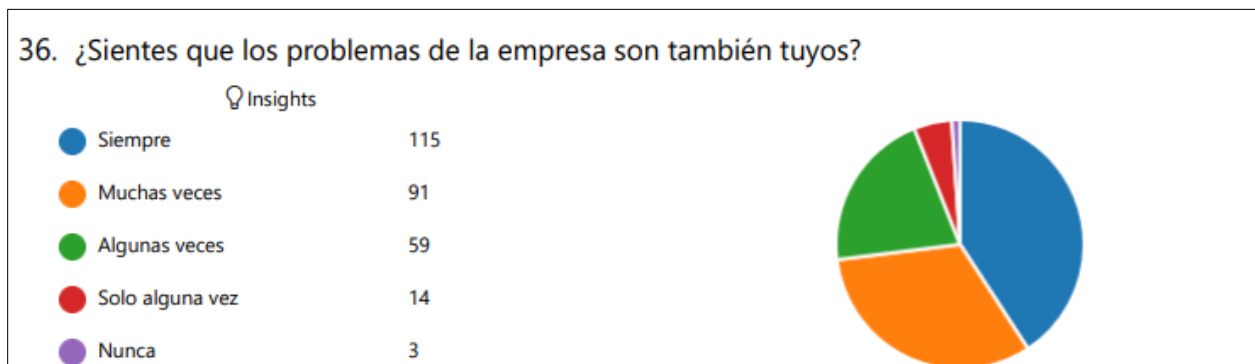 36. ¿Sientes que los problemas de la empresa son también tuyos?
Insights
Siempre 115
Muchas veces 91
Algunas veces 59
Solo alguna vez 14
Nunca 3